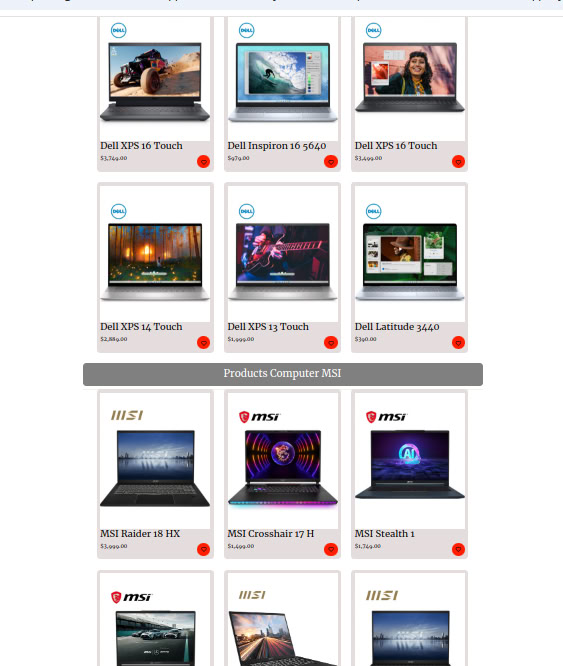 DELL DELL DELL
Dell XPS 16 Touch Dell Inspiron 16 5640 Dell XPS 16 Touch
$3,749.00 $979.00 $3,499.00
DELL DELL DELL
Dell XPS 14 Touch Dell XPS 13 Touch Dell Latitude 3440
$2,889.00 $1,999.00 $390.00
Products Computer MSI
msi msi msi
AI
MSI Raider 18 HX MSI Crosshair 17 H MSI Stealth 1
$3,999.00 $1,499.00 $1,749.00
msi msi msi